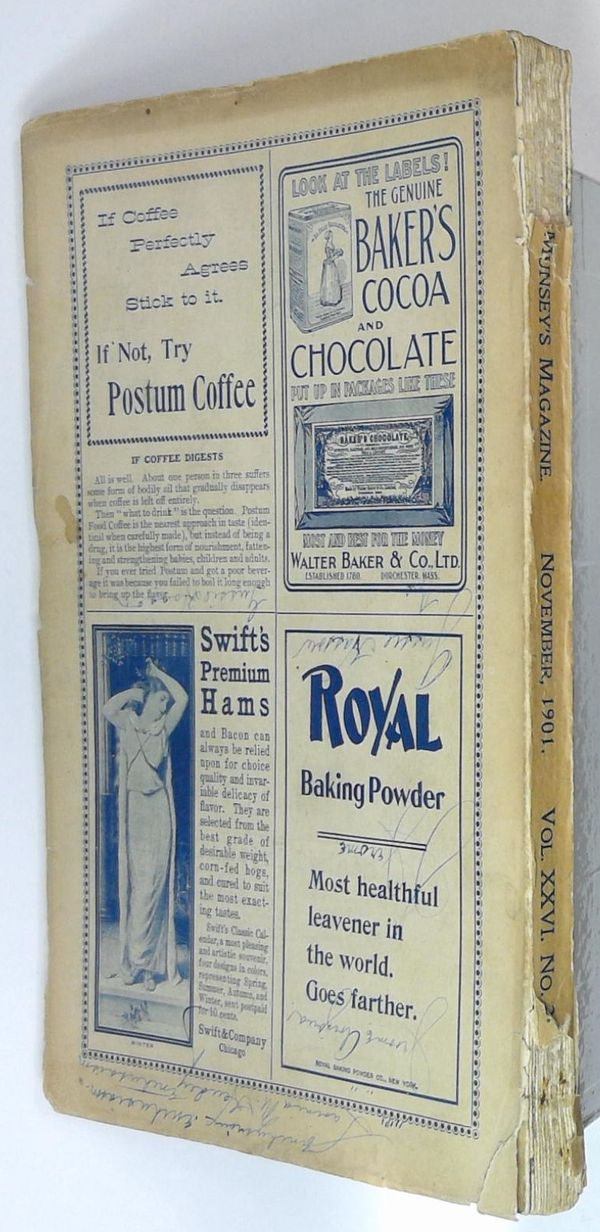 If Coffee
Perfectly
Agrees
Stick to it.
If Not, Try
Postum Coffee
IF COFFEE DIGESTS
All is well. About one person in three suffers
some form of bodily ail that gradually disappears
when coffee is left off entirely.
Then "what to drink" is the question. Postum
Food Coffee is the nearest approach in taste (iden-
tical when carefully made), but instead of being a
drug, it is the highest form of nourishment, fatten-
ing and strengthening babies, children and adults.
If you ever tried Postum and got a poor bever-
age it was because you failed to boil it long enough
to bring up the flavor
LOOK AT THE LABELS!
THE GENUINE
BAKER'S
COCOA
AND
CHOCOLATE
PUT UP IN PACKAGES LIKE THESE
BAKER'S CHOCOLATE
MOST AND BEST FOR THE MONEY
WALTER BAKER & CO., LTD.
ESTABLISHED 1780. DORCHESTER, MASS.
Swift's
Premium
Hams
and Bacon can
always be relied
upon for choice
quality and invar-
iable delicacy of
flavor. They are
selected from the
best grade of
desirable weight,
corn-fed hogs,
and cured to suit
the most exact-
ing tastes.
Swift's Classic Cal-
endar, a most pleasing
and artistic souvenir,
four designs in colors,
representing Spring,
Summer, Autumn, and
Winter, sent postpaid
for 10 cents.
Swift & Company
Chicago
WINTER
ROYAL
Baking Powder
Jerome
Most healthful
leavener in
the world.
Goes farther.
ROYAL BAKING POWDER CO., NEW YORK.
MUNSEY'S MAGAZINE. NOVEMBER, 1901. VOL. XXVI. NO. 2.